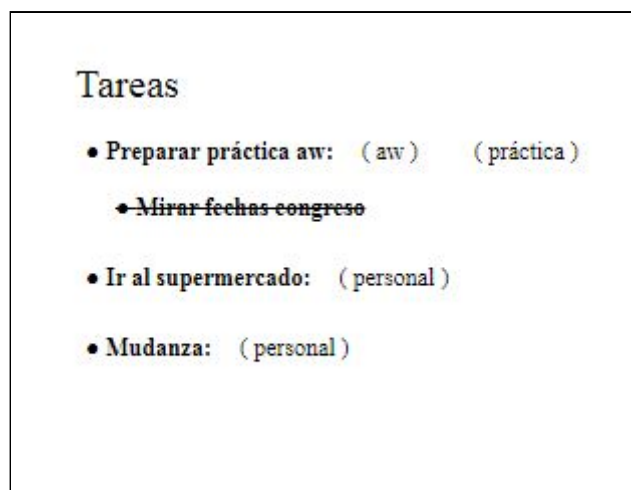 Tareas
● Preparar práctica aw: ( aw ) ( práctica )
● Mirar fechas congreso
● Ir al supermercado: ( personal )
● Mudanza: ( personal )